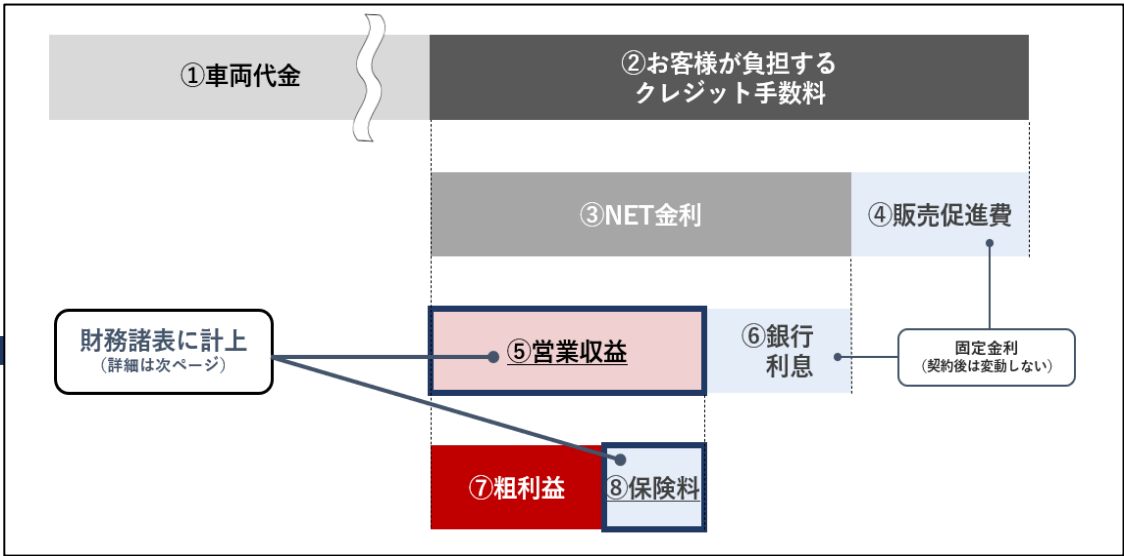 ①車両代金
②お客様が負担する
クレジット手数料
③NET金利
④販売促進費
財務諸表に計上
（詳細は次ページ）
⑤営業収益
⑥銀行
利息
固定金利
（契約後は変動しない）
⑦粗利益
⑧保険料